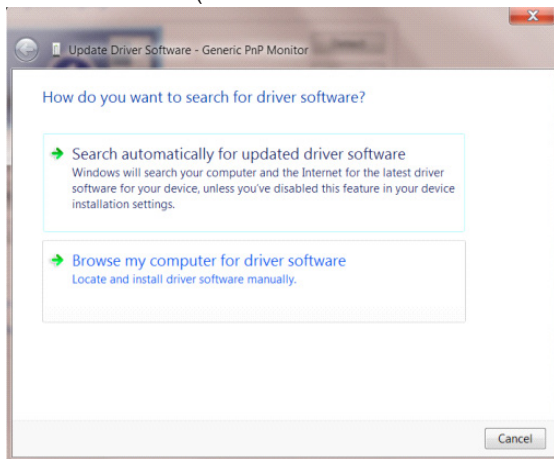 Update Driver Software - Generic PnP Monitor
How do you want to search for driver software?
Search automatically for updated driver software
Windows will search your computer and the Internet for the latest driver
software for your device, unless you've disabled this feature in your device
installation settings.
Browse my computer for driver software
Locate and install driver software manually.
Cancel